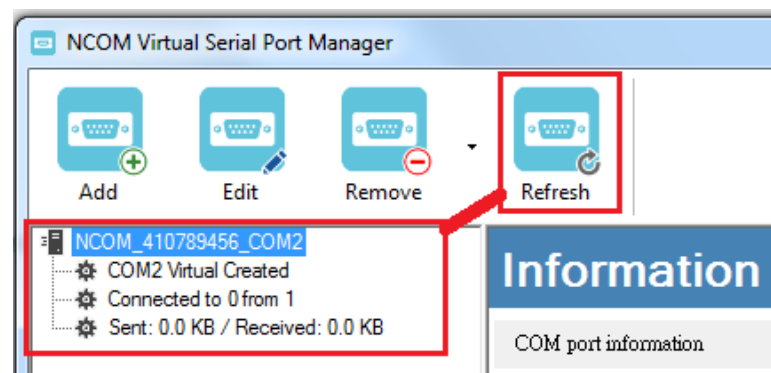 NCOM Virtual Serial Port Manager
Add Edit Remove Refresh
NCOM_410789456_COM2
COM2 Virtual Created
Connected to 0 from 1
Sent: 0.0 KB / Received: 0.0 KB
Information
COM port information